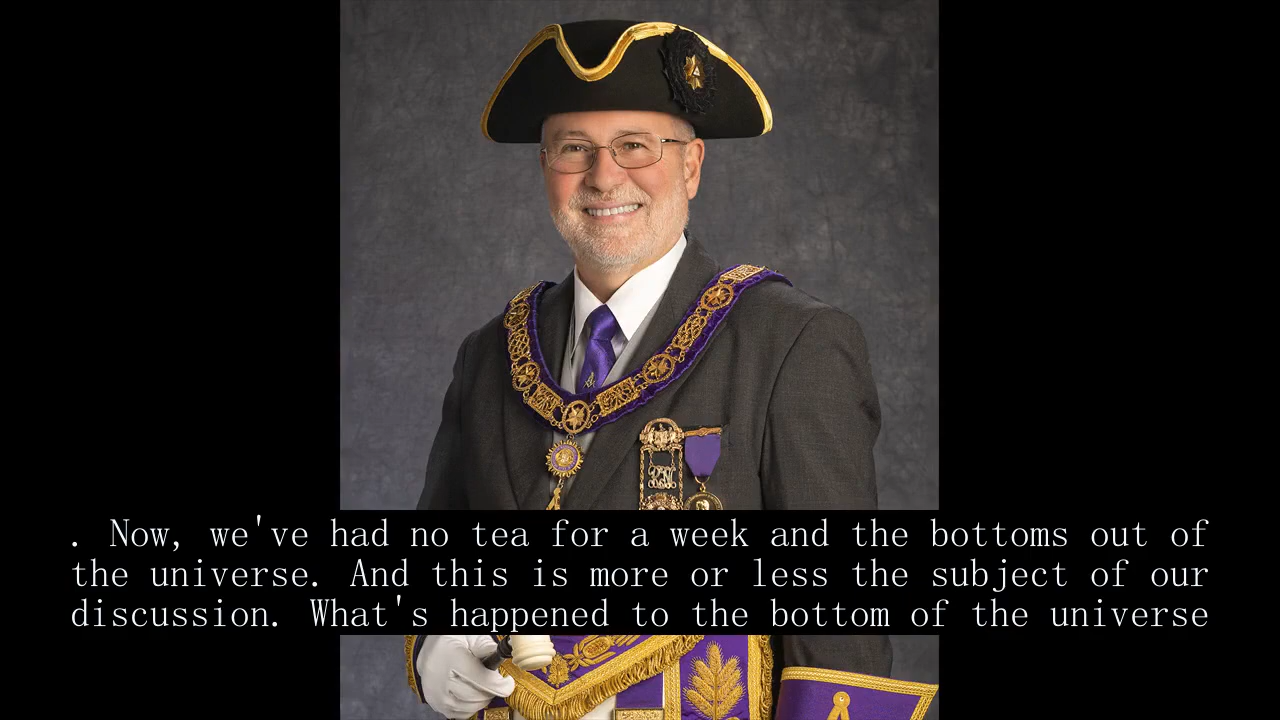 . Now, we've had no tea for a week and the bottoms out of
the universe. And this is more or less the subject of our
discussion. What's happened to the bottom of the universe